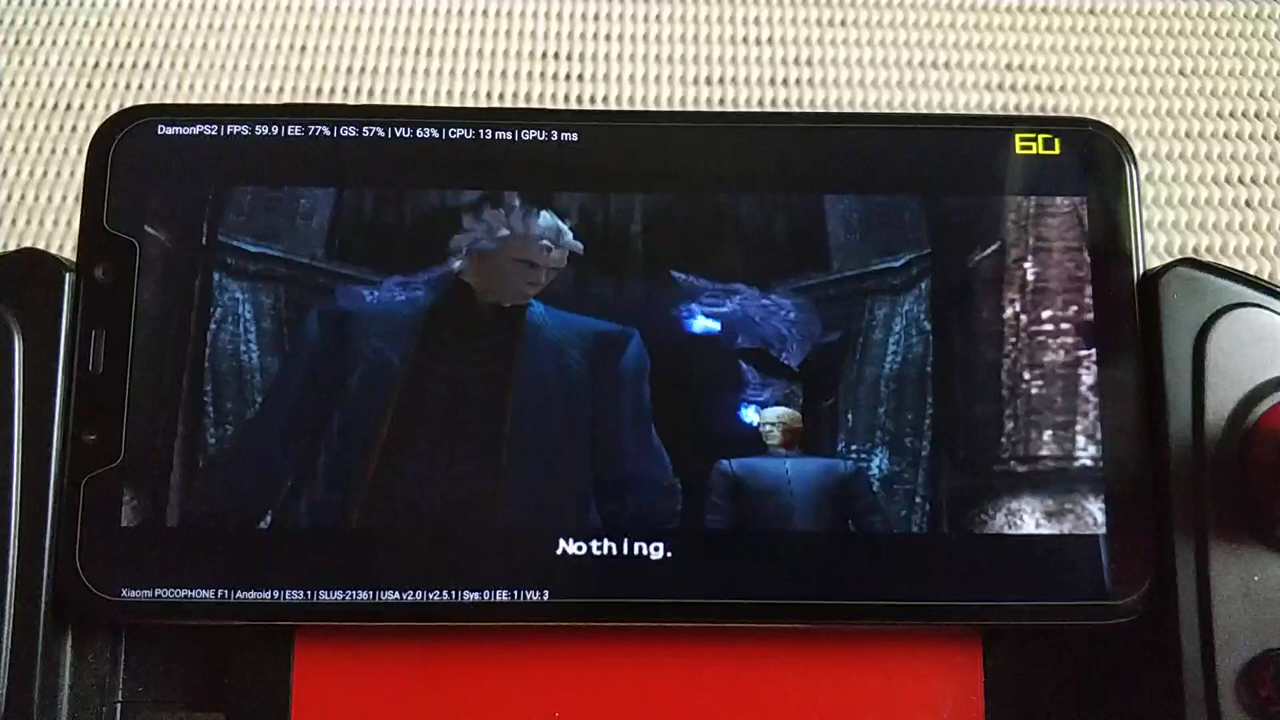 DamonPS2 | FPS: 59.9 | EE: 77% | GS: 57% | VU: 63% | CPU: 13 ms | GPU: 3 ms
60
Nothing.
Xiaomi POCOPHONE F1 | Android 9 | ES3.1 | SLUS-21361 | USA v2.0 | v2.5.1 | Sys: 0 | EE: 1 | VU: 3